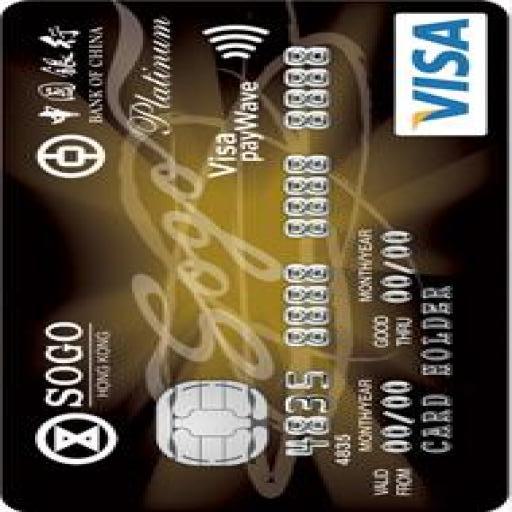 SOGO
HONG KONG
中國銀行
BANK OF CHINA
Platinum
Sogo
Visa
payWave
4835 8888 8888 8888
4835
VALID FROM
MONTH/YEAR
00/00
GOOD THRU
MONTH/YEAR
00/00
CARD HOLDER
VISA